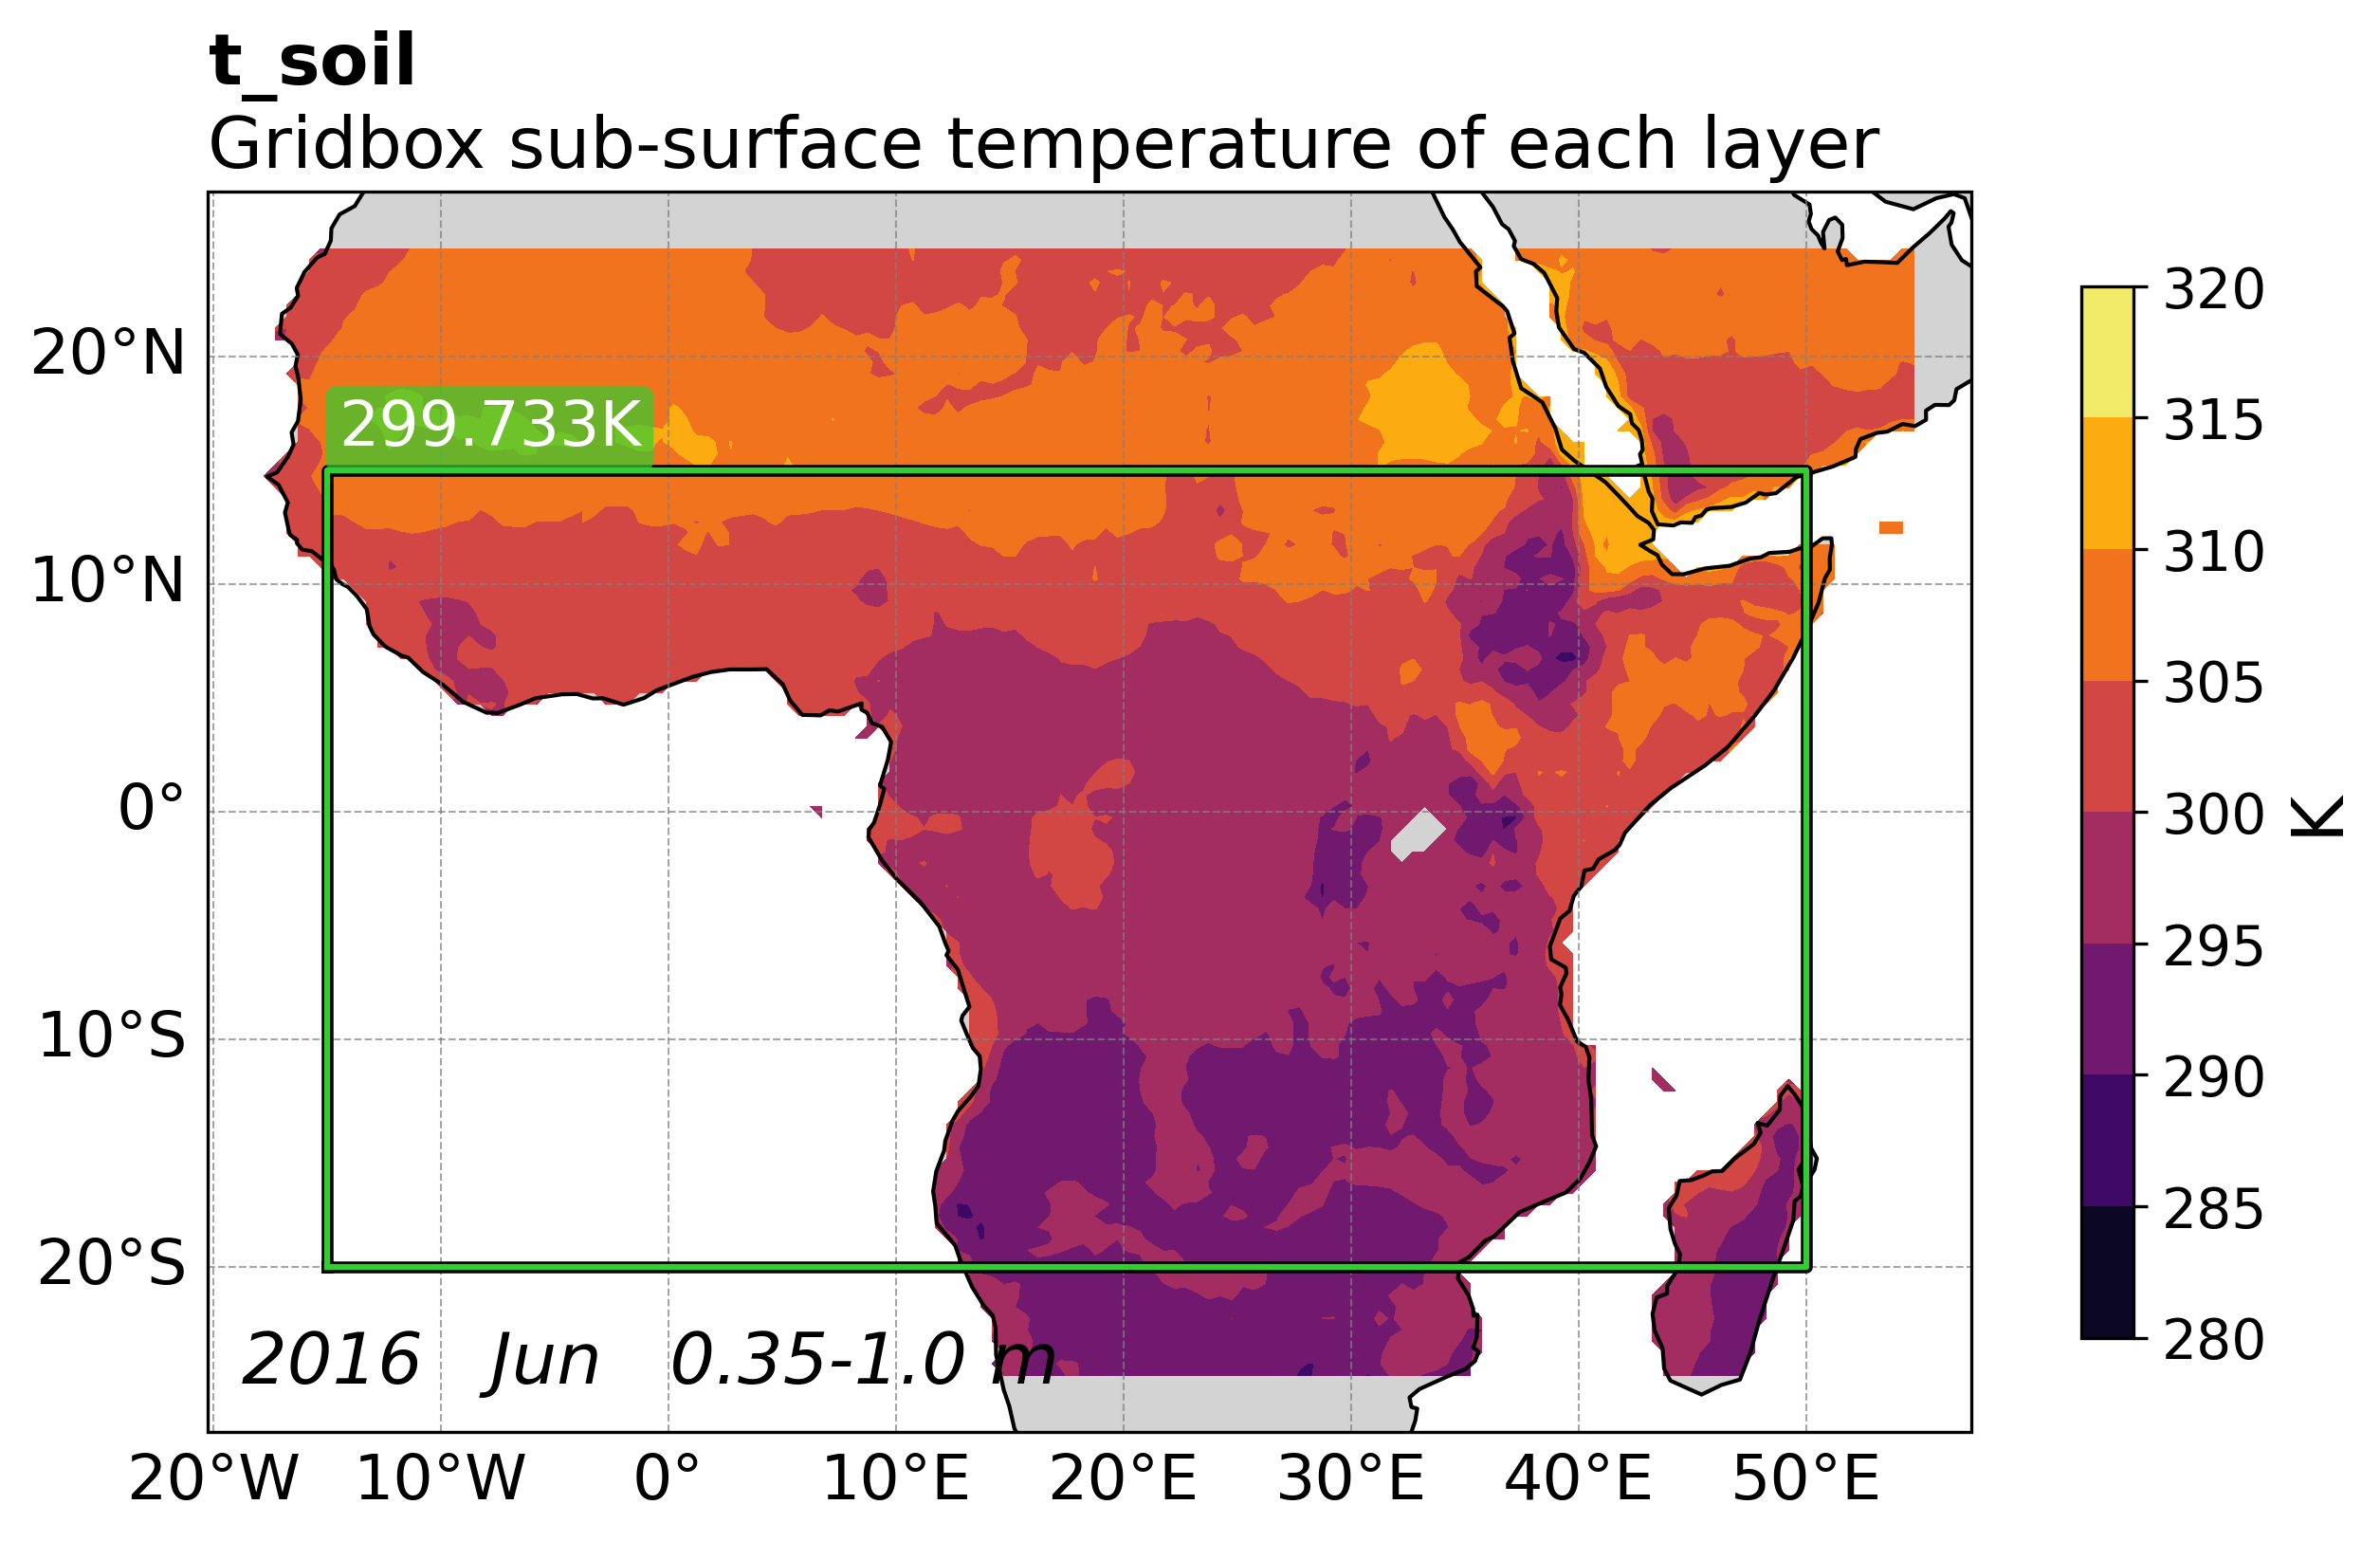 t_soil
Gridbox sub-surface temperature of each layer
20°N
10°N
0°
10°S
20°S
299.733K
2016 Jun 0.35-1.0 m
20°W 10°W 0° 10°E 20°E 30°E 40°E 50°E
320
315
310
305
300
295
290
285
280
K